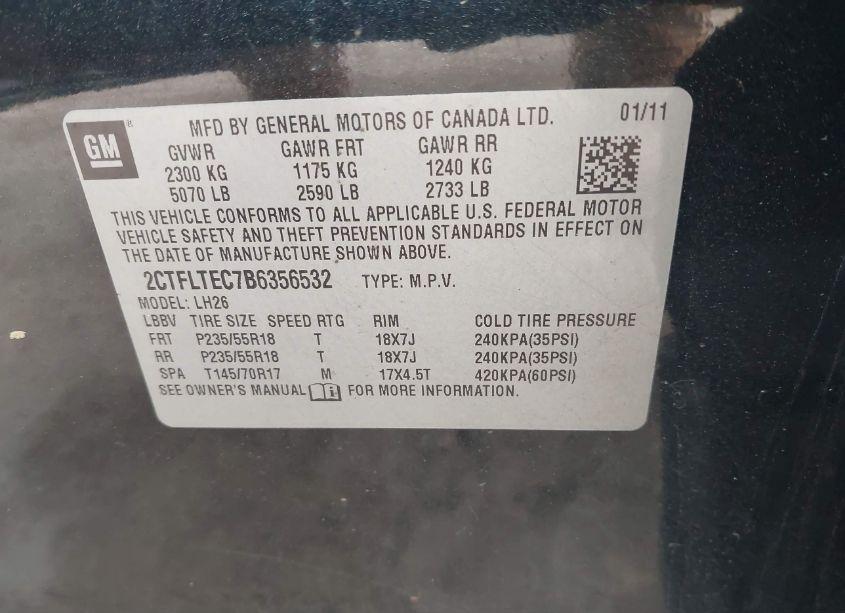 GM ® MFD BY GENERAL MOTORS OF CANADA LTD. 01/11
GVWR GAWR FRT GAWR RR
2300 KG 1175 KG 1240 KG
5070 LB 2590 LB 2733 LB
THIS VEHICLE CONFORMS TO ALL APPLICABLE U.S. FEDERAL MOTOR
VEHICLE SAFETY AND THEFT PREVENTION STANDARDS IN EFFECT ON
THE DATE OF MANUFACTURE SHOWN ABOVE.
2CTFLTEC7B6356532 TYPE: M.P.V.
MODEL: LH26
LBBV TIRE SIZE SPEED RTG RIM COLD TIRE PRESSURE
FRT P235/55R18 T 18X7J 240KPA(35PSI)
RR P235/55R18 T 18X7J 240KPA(35PSI)
SPA T145/70R17 M 17X4.5T 420KPA(60PSI)
SEE OWNER'S MANUAL i FOR MORE INFORMATION.